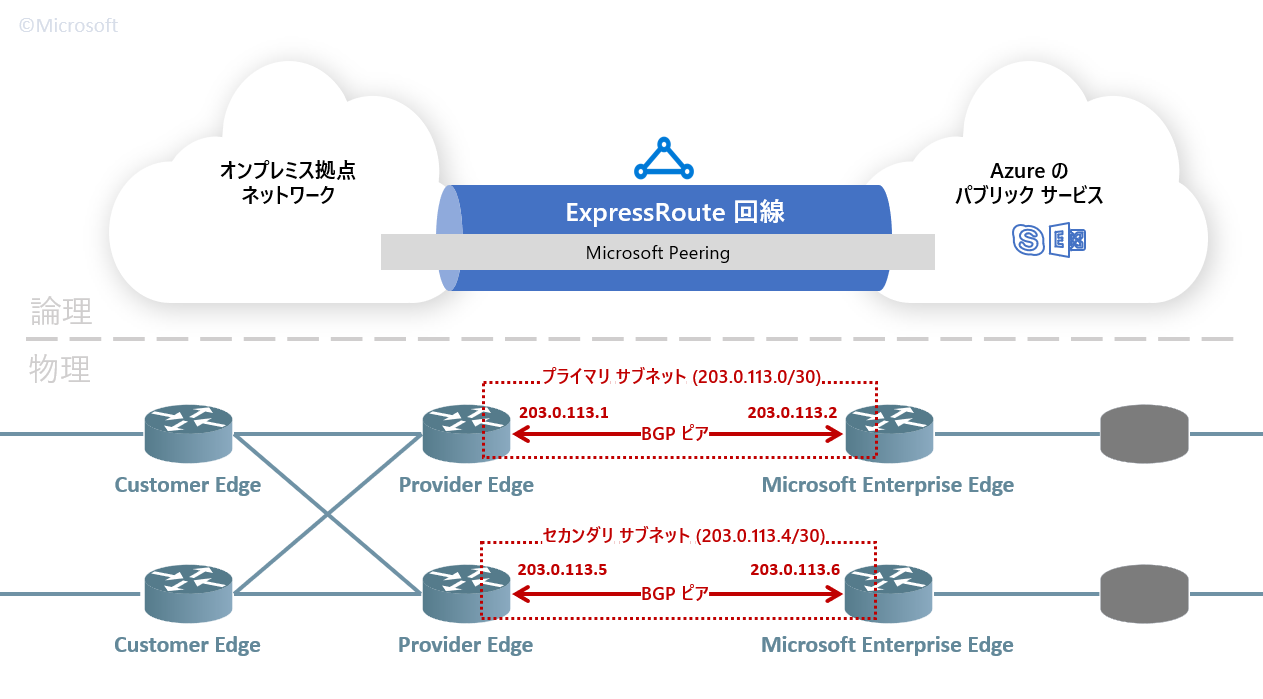 ©Microsoft
オンプレミス拠点
ネットワーク
ExpressRoute 回線
Microsoft Peering
Azure の
パブリック サービス
S
E
論理
物理
プライマリ サブネット (203.0.113.0/30)
203.0.113.1
203.0.113.2
BGP ピア
Customer Edge
Provider Edge
Microsoft Enterprise Edge
セカンダリ サブネット (203.0.113.4/30)
203.0.113.5
203.0.113.6
BGP ピア
Customer Edge
Provider Edge
Microsoft Enterprise Edge